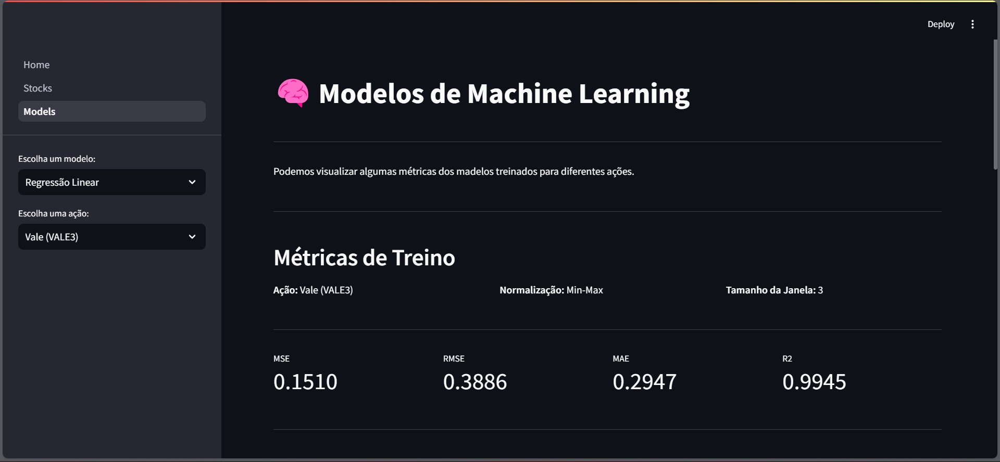 Deploy
Home
Stocks
Models
Escolha um modelo:
Regressão Linear
Escolha uma ação:
Vale (VALE3)
Modelos de Machine Learning
Podemos visualizar algumas métricas dos madelos treinados para diferentes ações.
Métricas de Treino
Ação: Vale (VALE3)
Normalização: Min-Max
Tamanho da Janela: 3
MSE
0.1510
RMSE
0.3886
MAE
0.2947
R2
0.9945